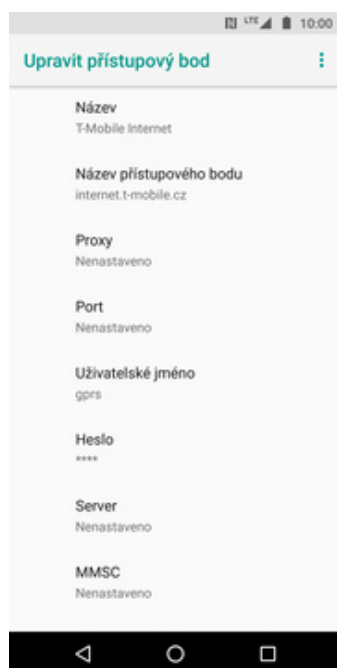 LTE 10:00
Upravit přístupový bod
Název
T-Mobile Internet
Název přístupového bodu
internet.t-mobile.cz
Proxy
Nenastaveno
Port
Nenastaveno
Uživatelské jméno
gprs
Heslo
****
Server
Nenastaveno
MMSC
Nenastaveno